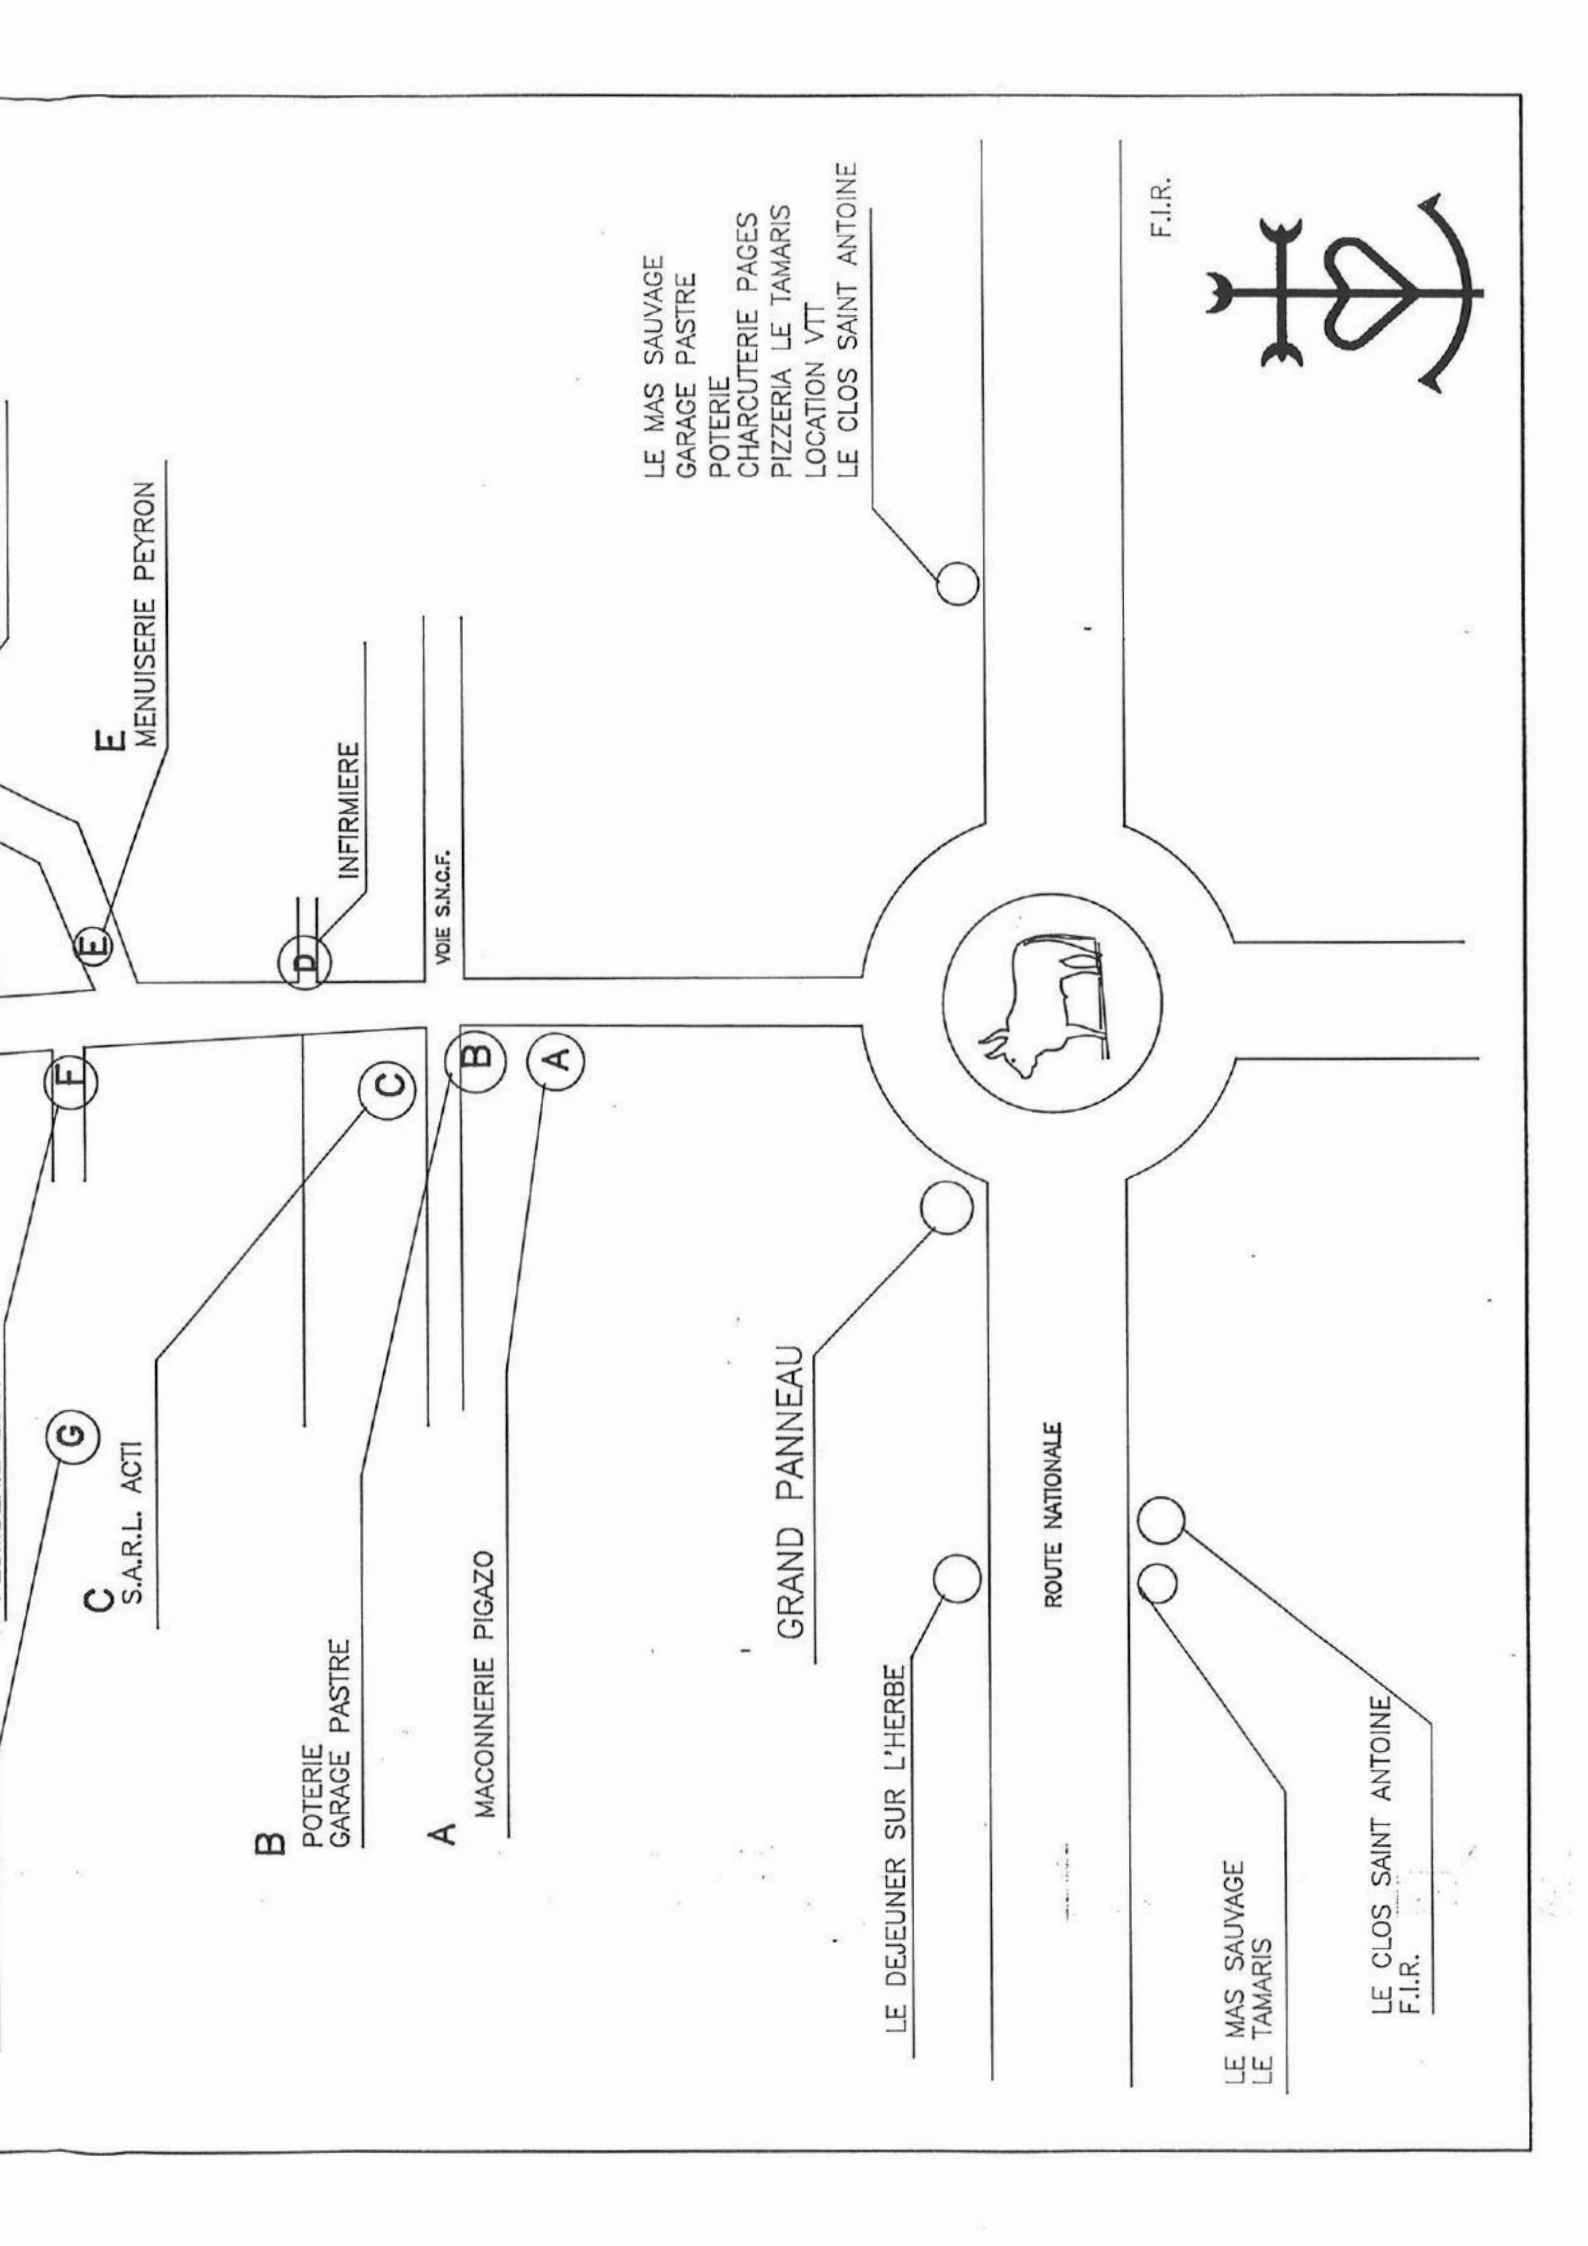 E
MENUISERIE PEYRON
E
F
G
D
INFIRMIERE
C
S.A.R.L. ACTI
C
VOIE S.N.C.F.
B
POTERIE
GARAGE PASTRE
B
A
MACONNERIE PIGAZO
A
LE MAS SAUVAGE
GARAGE PASTRE
POTERIE
CHARCUTERIE PAGES
PIZZERIA LE TAMARIS
LOCATION VTT
LE CLOS SAINT ANTOINE
GRAND PANNEAU
LE DEJEUNER SUR L'HERBE
ROUTE NATIONALE
F.I.R.
LE MAS SAUVAGE
LE TAMARIS
LE CLOS SAINT ANTOINE
F.I.R.